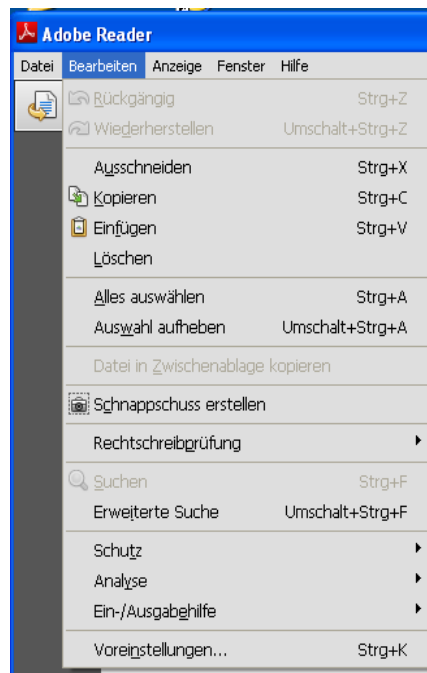 Adobe Reader
Datei Bearbeiten Anzeige Fenster Hilfe
Rückgängig Strg+Z
Wiederherstellen Umschalt+Strg+Z
Ausschneiden Strg+X
Kopieren Strg+C
Einfügen Strg+V
Löschen
Alles auswählen Strg+A
Auswahl aufheben Umschalt+Strg+A
Datei in Zwischenablage kopieren
Schnappschuss erstellen
Rechtschreibprüfung
Suchen Strg+F
Erweiterte Suche Umschalt+Strg+F
Schutz
Analyse
Ein-/Ausgabehilfe
Voreinstellungen... Strg+K